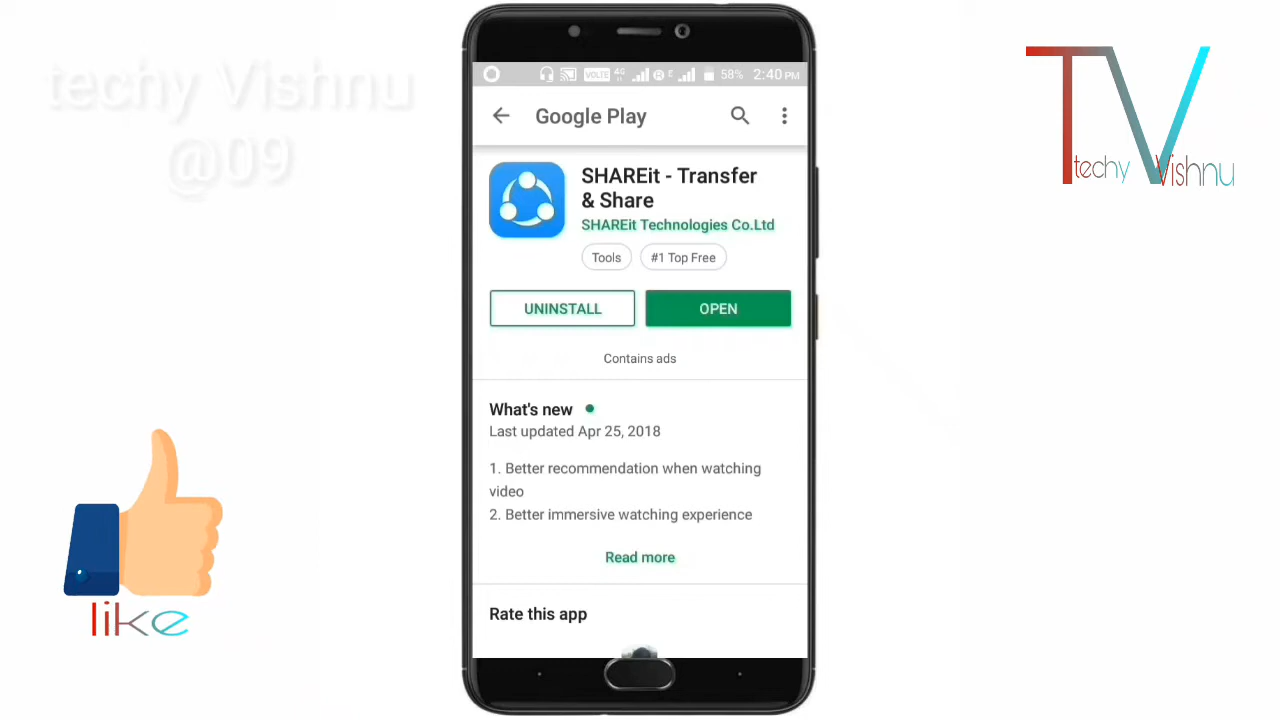 techy Vishnu
@09
TV
techy Vishnu
like
VOLTE 4G R E 58% 2:40 PM
Google Play
SHAREit - Transfer
& Share
SHAREit Technologies Co.Ltd
Tools
#1 Top Free
UNINSTALL
OPEN
Contains ads
What's new
Last updated Apr 25, 2018
1. Better recommendation when watching
video
2. Better immersive watching experience
Read more
Rate this app